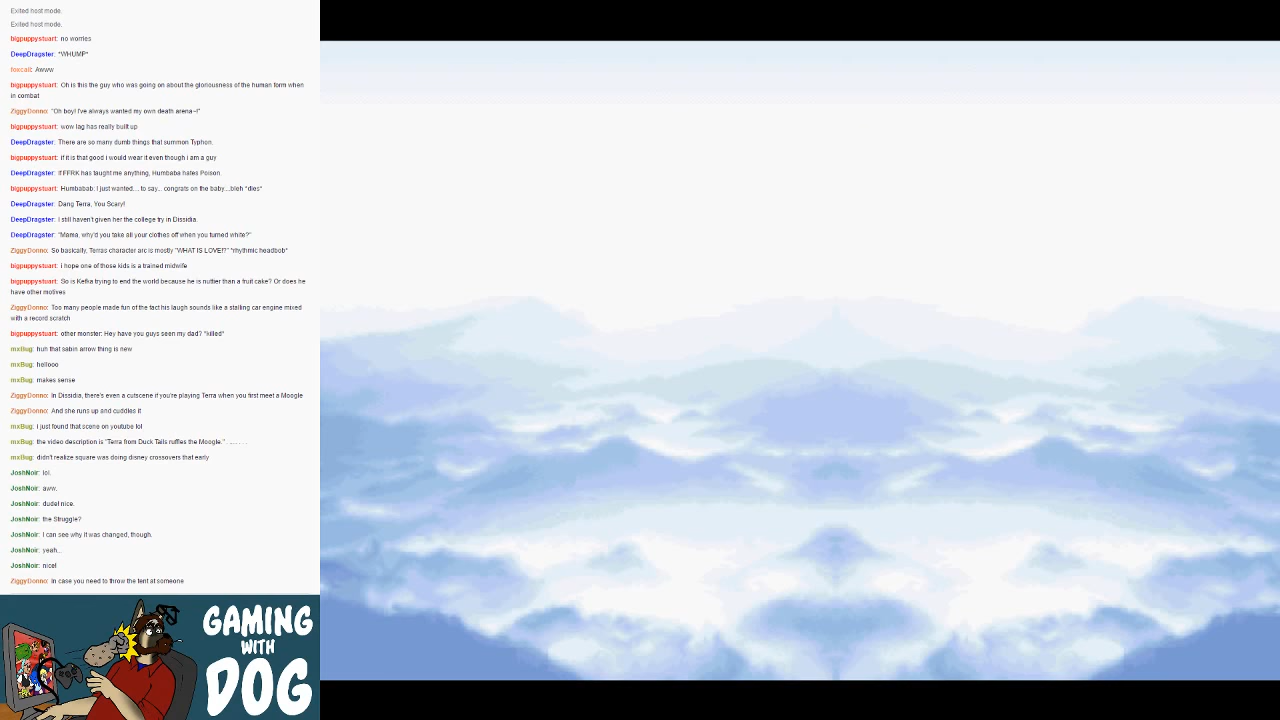 Exited host mode.
Exited host mode.
bigpuppystuart: no worries
DeepDragster: *WHUMP*
foxcali: Awww
bigpuppystuart: Oh is this the guy who was going on about the gloriousness of the human form when
in combat
ZiggyDonno: "Oh boy! I've always wanted my own death arena~!"
bigpuppystuart: wow lag has really built up
DeepDragster: There are so many dumb things that summon Typhon.
bigpuppystuart: if it is that good i would wear it even though i am a guy
DeepDragster: If FFRK has taught me anything, Humbaba hates Poison.
bigpuppystuart: Humbabab: I just wanted.... to say... congrats on the baby....bleh *dies*
DeepDragster: Dang Terra, You Scary!
DeepDragster: I still haven't given her the college try in Dissidia.
DeepDragster: "Mama, why'd you take all your clothes off when you turned white?"
ZiggyDonno: So basically, Terras character arc is mostly "WHAT IS LOVE!?" *rhythmic headbob*
bigpuppystuart: i hope one of those kids is a trained midwife
bigpuppystuart: So is Kefka trying to end the world because he is nuttier than a fruit cake? Or does he
have other motives
ZiggyDonno: Too many people made fun of the fact his laugh sounds like a stalling car engine mixed
with a record scratch
bigpuppystuart: other monster: Hey have you guys seen my dad? *killed*
mxBug: huh that sabin arrow thing is new
mxBug: hellooo
mxBug: makes sense
ZiggyDonno: In Dissidia, there's even a cutscene if you're playing Terra when you first meet a Moogle
ZiggyDonno: And she runs up and cuddles it
mxBug: i just found that scene on youtube lol
mxBug: the video description is "Terra from Duck Tails ruffles the Moogle." . ... . . . .
mxBug: didn't realize square was doing disney crossovers that early
JoshNoir: lol.
JoshNoir: aww.
JoshNoir: dude! nice.
JoshNoir: the Struggle?
JoshNoir: I can see why it was changed, though.
JoshNoir: yeah...
JoshNoir: nice!
ZiggyDonno: In case you need to throw the tent at someone
GAMING
WITH
DOG